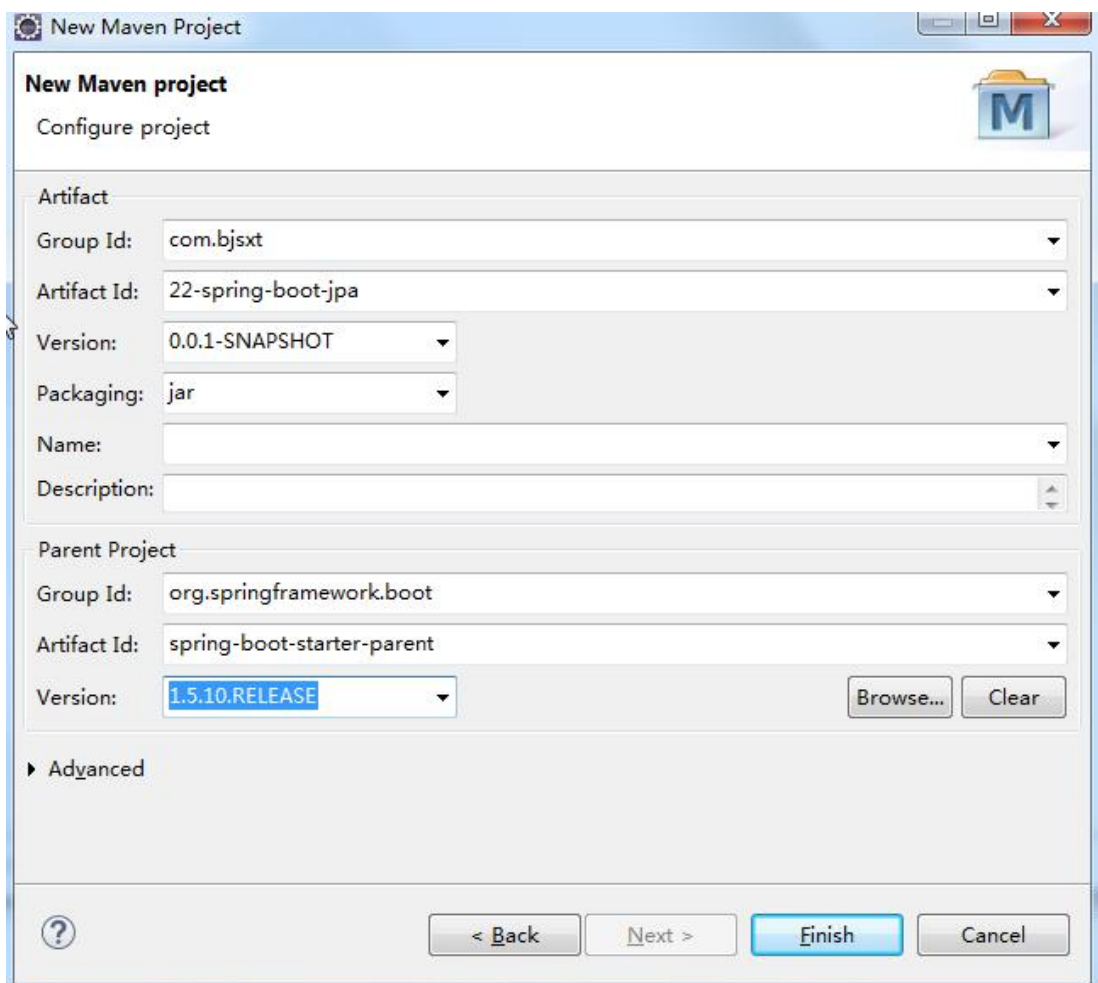 New Maven Project
New Maven project
Configure project
M
Artifact
Group Id: com.bjsxt
Artifact Id: 22-spring-boot-jpa
Version: 0.0.1-SNAPSHOT
Packaging: jar
Name:
Description:
Parent Project
Group Id: org.springframework.boot
Artifact Id: spring-boot-starter-parent
Version: 1.5.10.RELEASE Browse... Clear
Advanced
? < Back Next > Finish Cancel